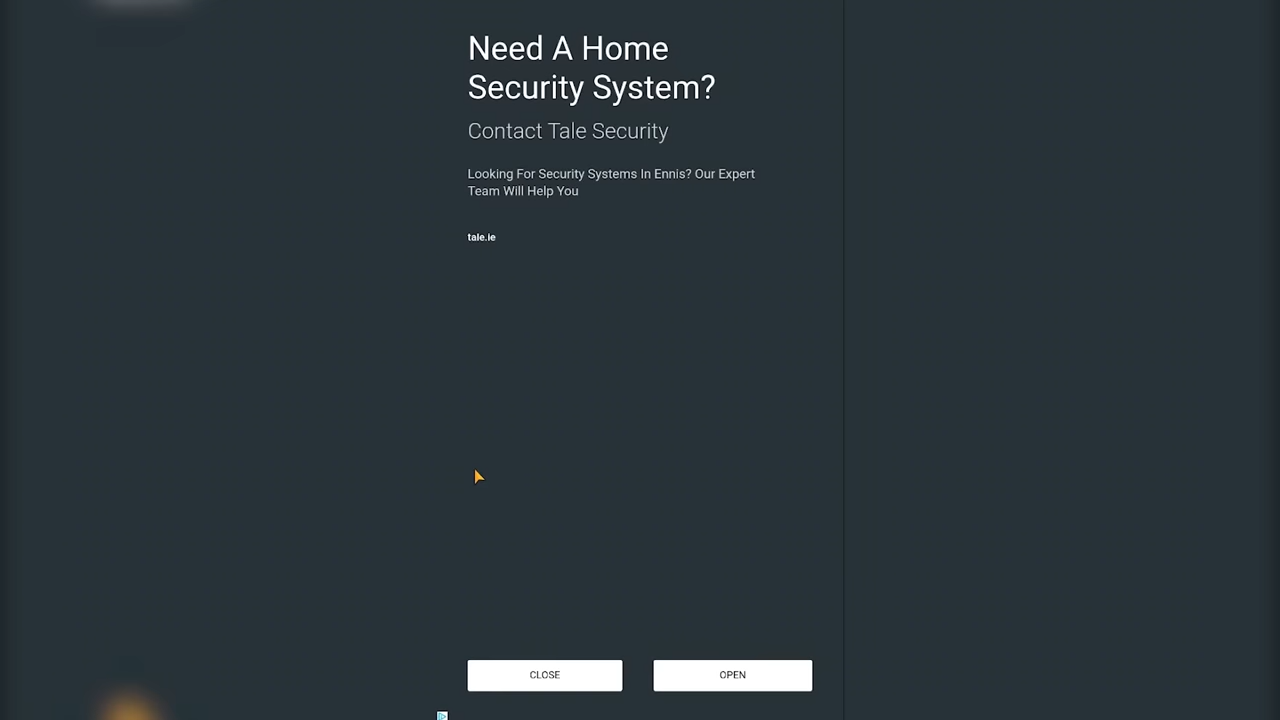 Need A Home
Security System?
Contact Tale Security
Looking For Security Systems In Ennis? Our Expert
Team Will Help You
tale.ie
CLOSE
OPEN